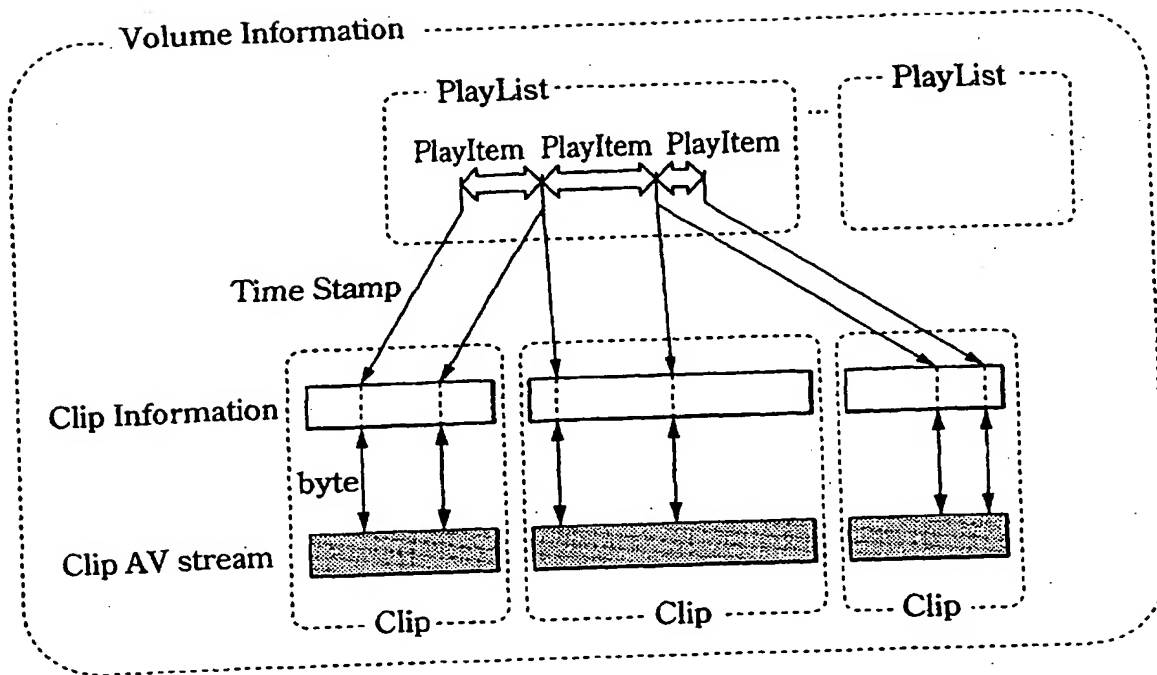 Volume Information
PlayList
PlayList
...
PlayItem PlayItem PlayItem
Time Stamp
Clip Information
byte
Clip AV stream
Clip
Clip
Clip